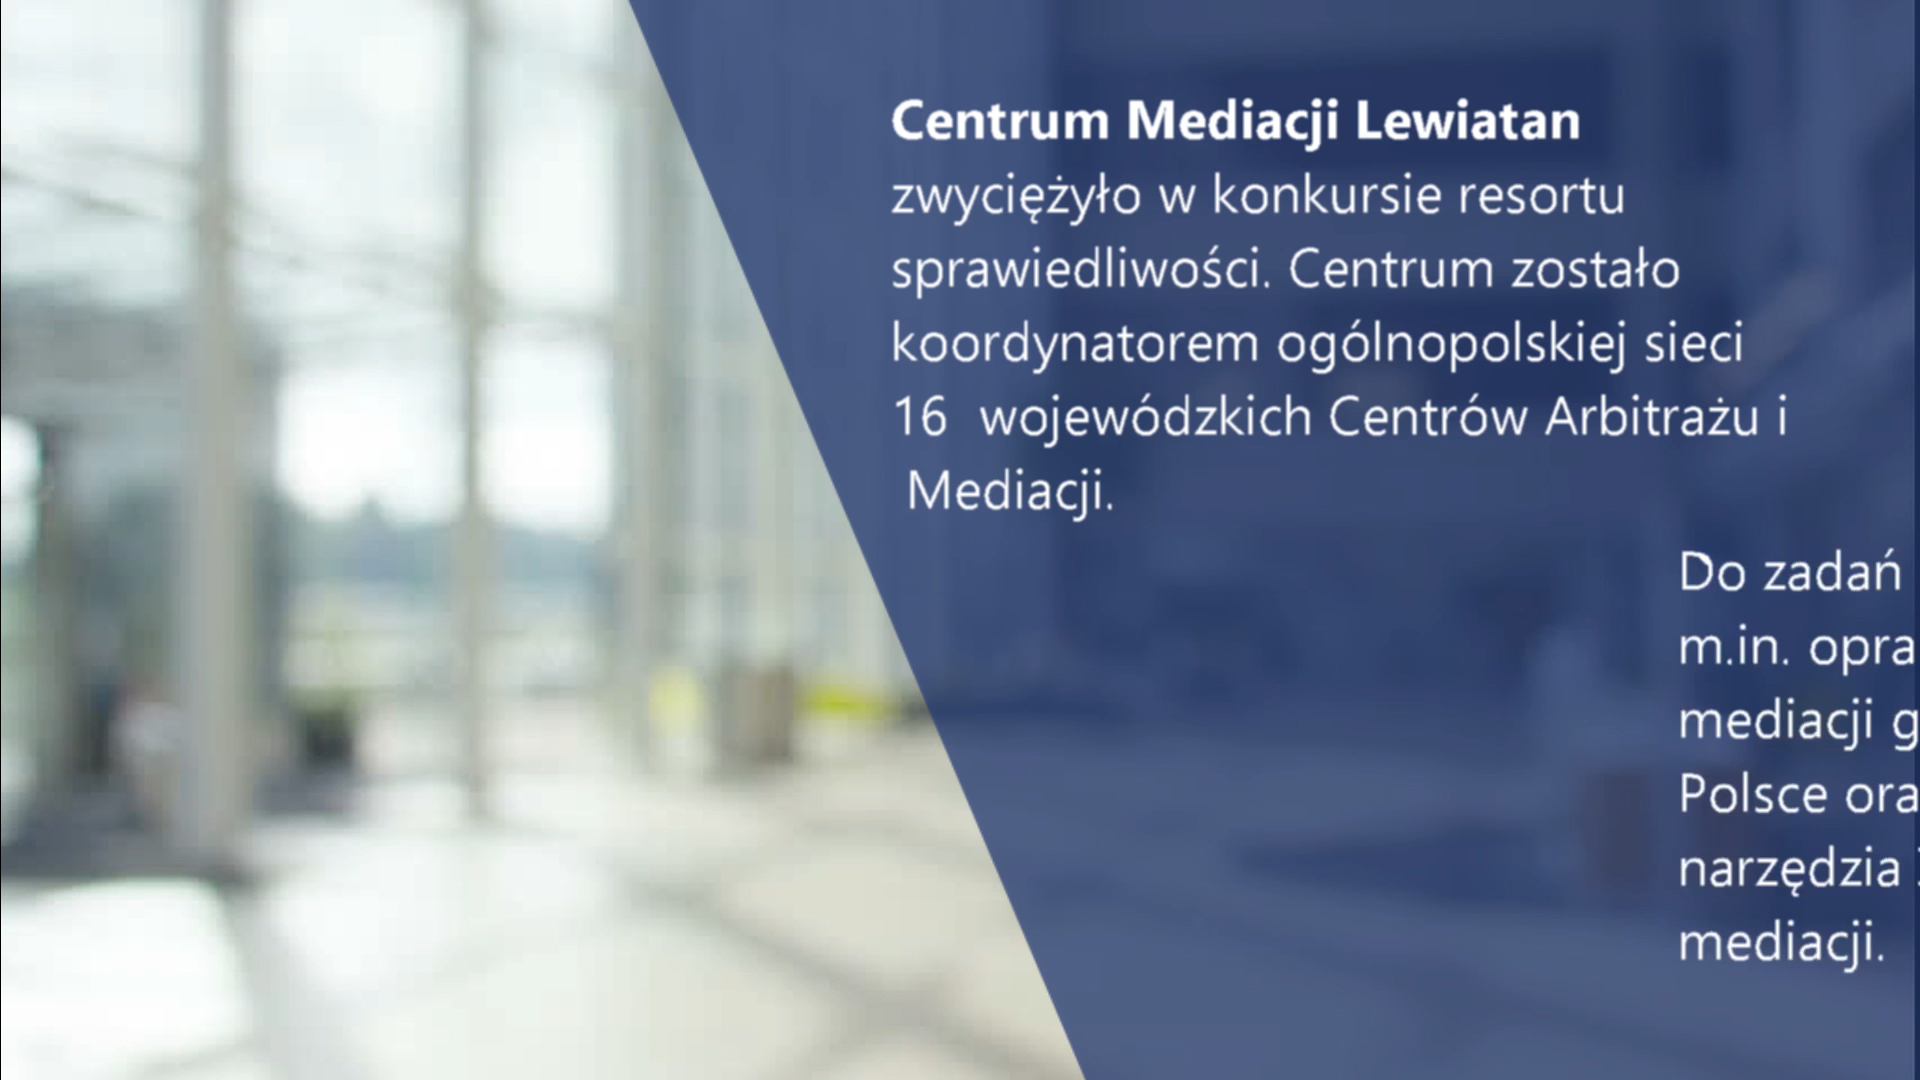 Centrum Mediacji Lewiatan
zwyciężyło w konkursie resortu
sprawiedliwości. Centrum zostało
koordynatorem ogólnopolskiej sieci
16 wojewódzkich Centrów Arbitrażu i
Mediacji.
Do zadań
m.in.
mediacji
Polsce
narzędzia
mediacji.